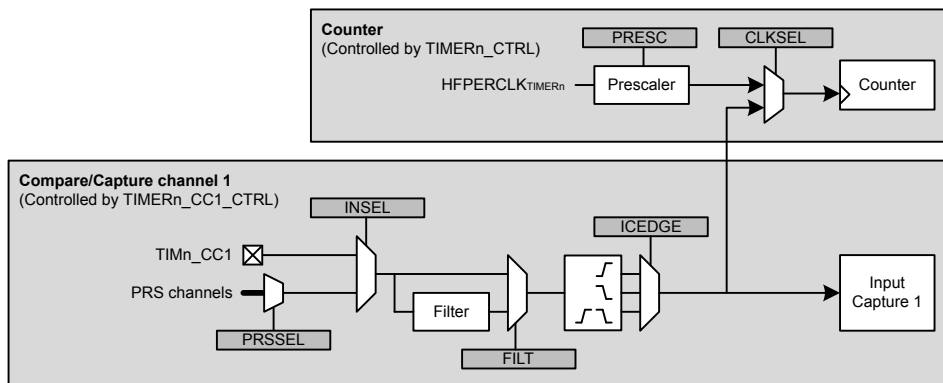 Counter
(Controlled by TIMERn_CTRL)
PRESC
CLKSEL
HFPERCLKTIMERn
Prescaler
Counter
Compare/Capture channel 1
(Controlled by TIMERn_CC1_CTRL)
INSEL
ICEDGE
TIMn_CC1
PRS channels
Filter
Input
Capture 1
PRSSEL
FILT